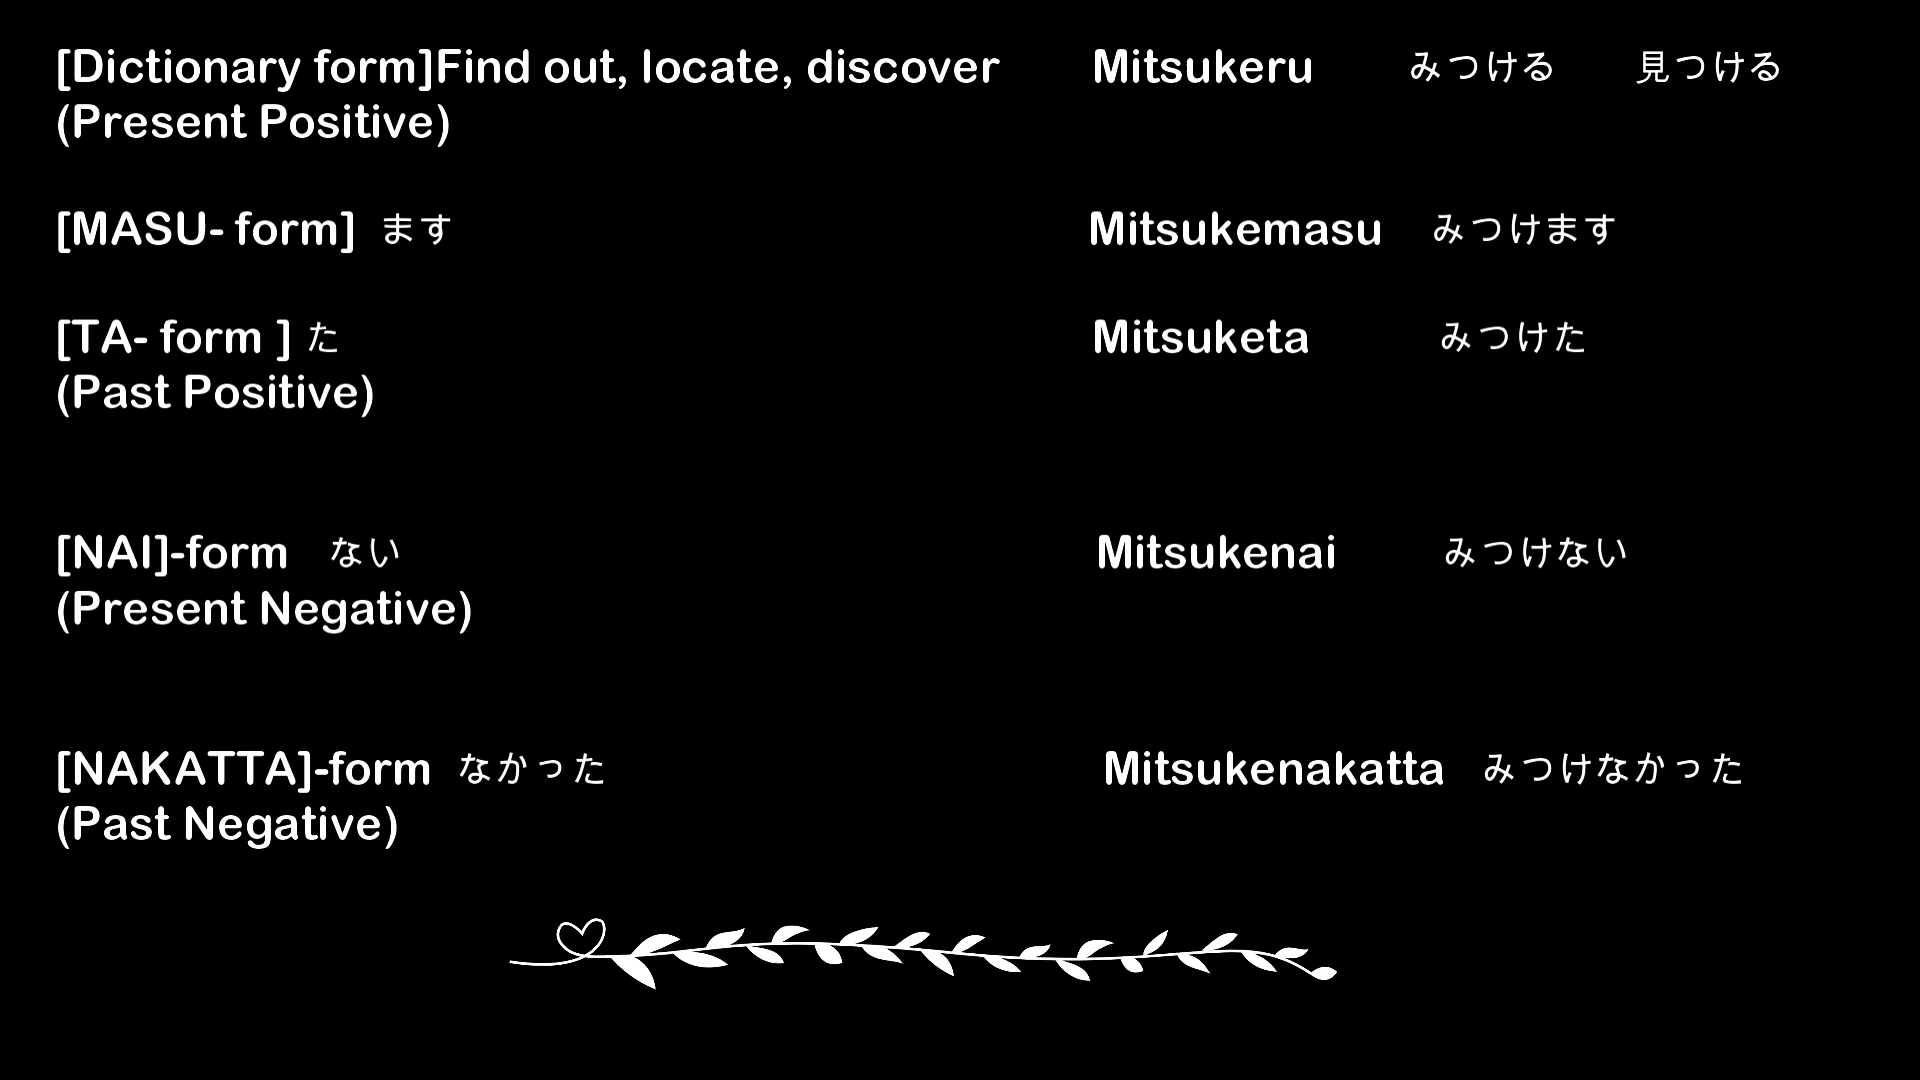 [Dictionary form]Find out, locate, discover Mitsukeru みつける 見つける
(Present Positive)
[MASU- form] ます Mitsukemasu みつけます
[TA- form ] た Mitsuketa みつけた
(Past Positive)
[NAI]-form ない Mitsukenai みつけない
(Present Negative)
[NAKATTA]-form なかった Mitsukenakatta みつけなかった
(Past Negative)